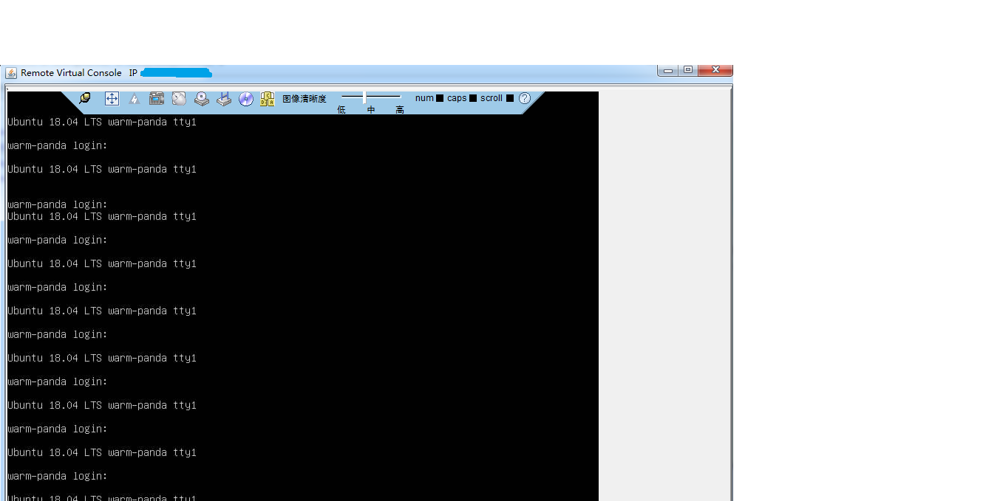 Remote Virtual Console IP
图像清晰度 低 中 高 num caps scroll ?
Ubuntu 18.04 LTS warm-panda tty1
warm-panda login:
Ubuntu 18.04 LTS warm-panda tty1
warm-panda login:
Ubuntu 18.04 LTS warm-panda tty1
warm-panda login:
Ubuntu 18.04 LTS warm-panda tty1
warm-panda login:
Ubuntu 18.04 LTS warm-panda tty1
warm-panda login:
Ubuntu 18.04 LTS warm-panda tty1
warm-panda login:
Ubuntu 18.04 LTS warm-panda tty1
warm-panda login:
Ubuntu 18.04 LTS warm-panda tty1
warm-panda login:
Ubuntu 18.04 LTS warm-panda tty1